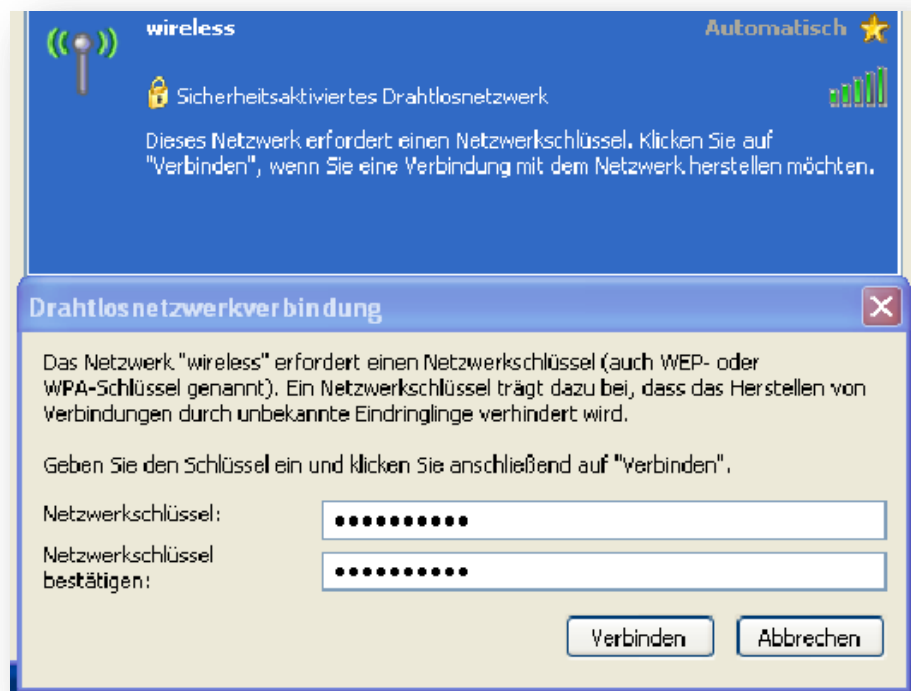 wireless Automatisch
Sicherheitsaktiviertes Drahtlosnetzwerk
Dieses Netzwerk erfordert einen Netzwerkschlüssel. Klicken Sie auf
"Verbinden", wenn Sie eine Verbindung mit dem Netzwerk herstellen möchten.
Drahtlosnetzwerkverbindung
Das Netzwerk "wireless" erfordert einen Netzwerkschlüssel (auch WEP- oder
WPA-Schlüssel genannt). Ein Netzwerkschlüssel trägt dazu bei, dass das Herstellen von
Verbindungen durch unbekannte Eindringlinge verhindert wird.
Geben Sie den Schlüssel ein und klicken Sie anschließend auf "Verbinden".
Netzwerkschlüssel: ●●●●●●●●●●
Netzwerkschlüssel
bestätigen: ●●●●●●●●●●
Verbinden Abbrechen